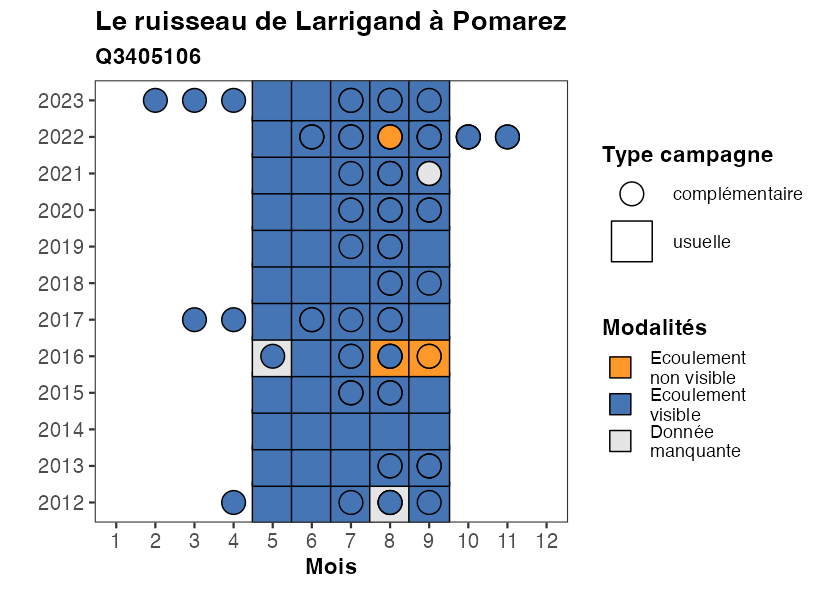 Le ruisseau de Larrigand à Pomarez
Q3405106
2023
2022
2021
2020
2019
2018
2017
2016
2015
2014
2013
2012
1 2 3 4 5 6 7 8 9 10 11 12
Mois
Type campagne
complémentaire
usuelle
Modalités
Ecoulement
non visible
Ecoulement
visible
Donnée
manquante